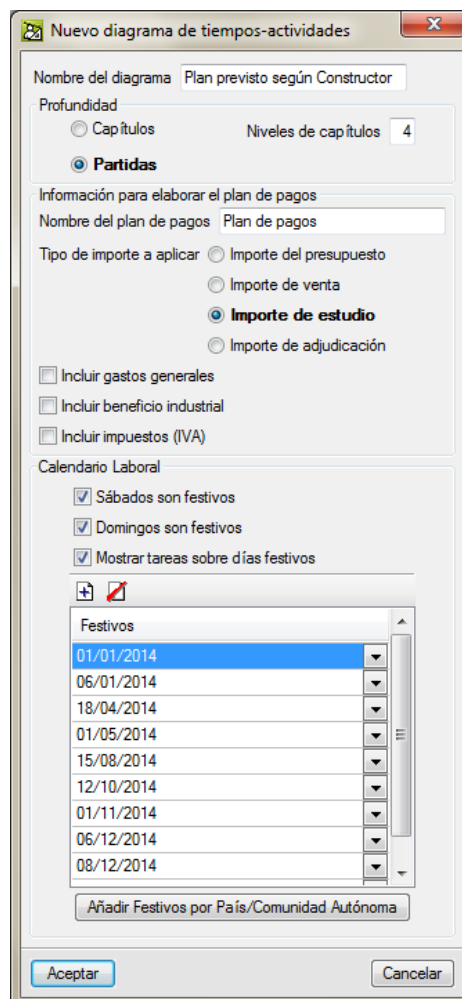 Nuevo diagrama de tiempos-actividades
Nombre del diagrama Plan previsto según Constructor
Profundidad
Capítulos Niveles de capítulos 4
Partidas
Información para elaborar el plan de pagos
Nombre del plan de pagos Plan de pagos
Tipo de importe a aplicar Importe del presupuesto
Importe de venta
Importe de estudio
Importe de adjudicación
Incluir gastos generales
Incluir beneficio industrial
Incluir impuestos (IVA)
Calendario Laboral
Sábados son festivos
Domingos son festivos
Mostrar tareas sobre días festivos
Festivos
01/01/2014
06/01/2014
18/04/2014
01/05/2014
15/08/2014
12/10/2014
01/11/2014
06/12/2014
08/12/2014
Añadir Festivos por País/Comunidad Autónoma
Aceptar Cancelar